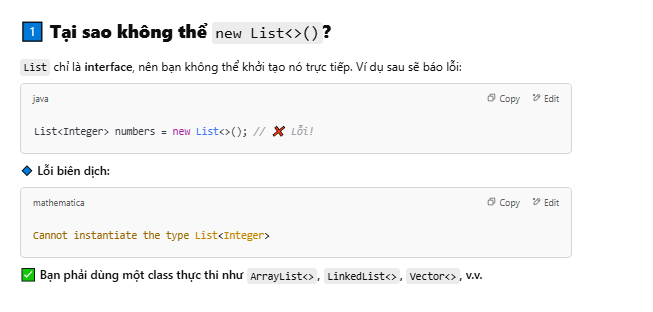 1 Tại sao không thể new List<>()?
List chỉ là interface, nên bạn không thể khởi tạo nó trực tiếp. Ví dụ sau sẽ báo lỗi:
java Copy Edit
List<Integer> numbers = new List<>(); // ❌ Lỗi!
🔹 Lỗi biên dịch:
mathematica Copy Edit
Cannot instantiate the type List<Integer>
✅ Bạn phải dùng một class thực thi như ArrayList<>, LinkedList<>, Vector<>, v.v.